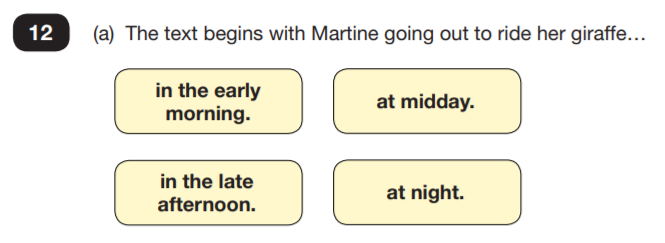 12 (a) The text begins with Martine going out to ride her giraffe…
in the early
morning.
at midday.
in the late
afternoon.
at night.